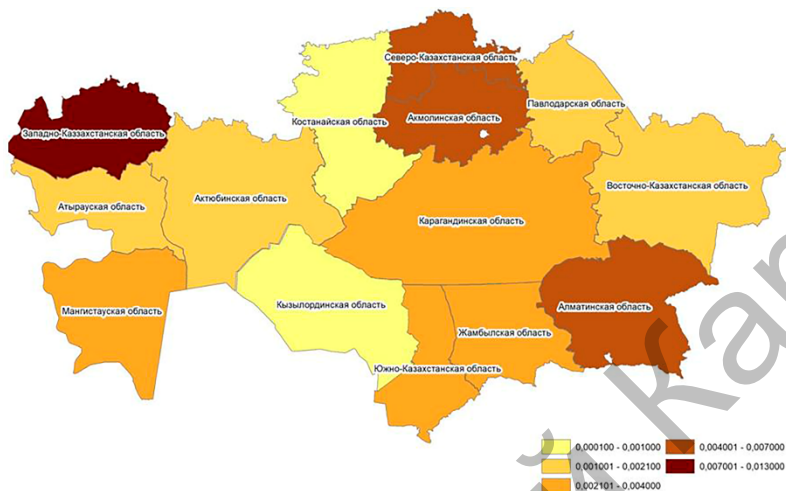 Северо-Казахстанская область
Павлодарская область
Костанайская область
Акмолинская область
Западно-Каззахстанская область
Восточно-Казахстанская область
Актюбинская область
Атырауская область
Карагандинская область
Мангистауская область
Кызылординская область
Алматинская область
Жамбылская область
Южно-Казахстанская область
0,000100 - 0,001000
0,004001 - 0,007000
0,001001 - 0,002100
0,007001 - 0,013000
0,002101 - 0,004000
й Кар